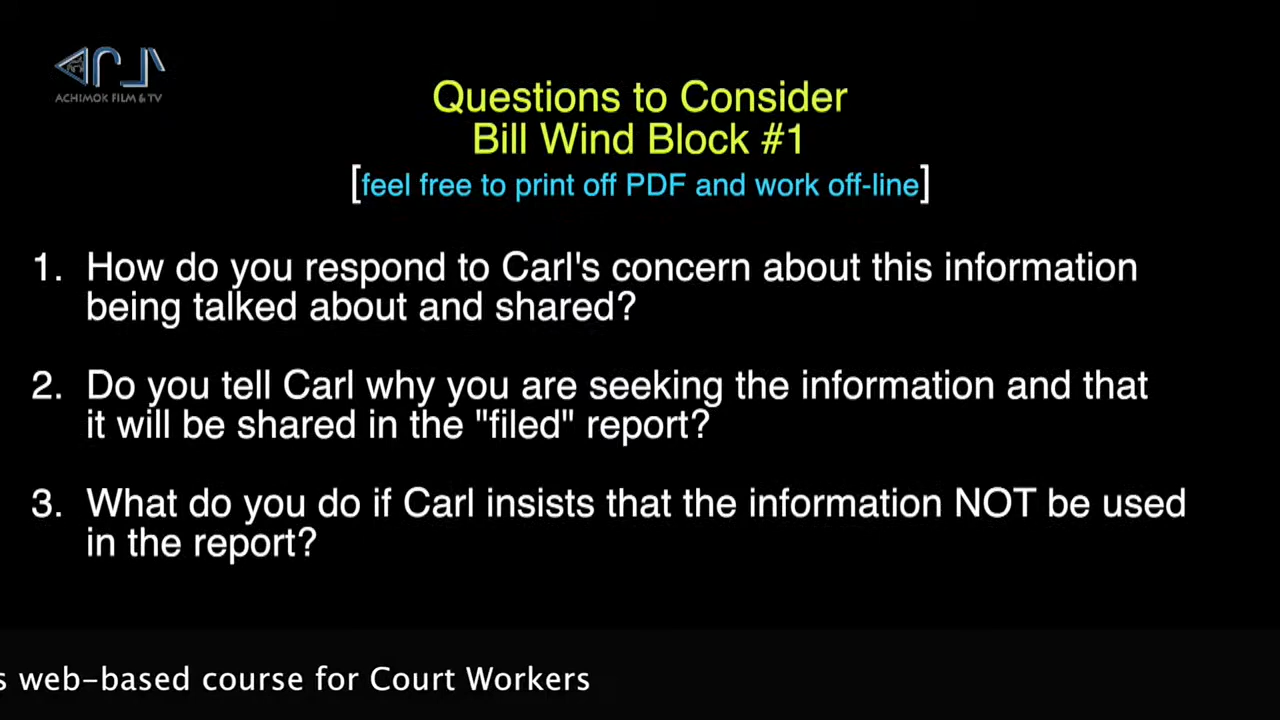 ACHIMOK FILM & TV
Questions to Consider
Bill Wind Block #1
[feel free to print off PDF and work off-line]
1. How do you respond to Carl's concern about this information
being talked about and shared?
2. Do you tell Carl why you are seeking the information and that
it will be shared in the "filed" report?
3. What do you do if Carl insists that the information NOT be used
in the report?
s web-based course for Court Workers